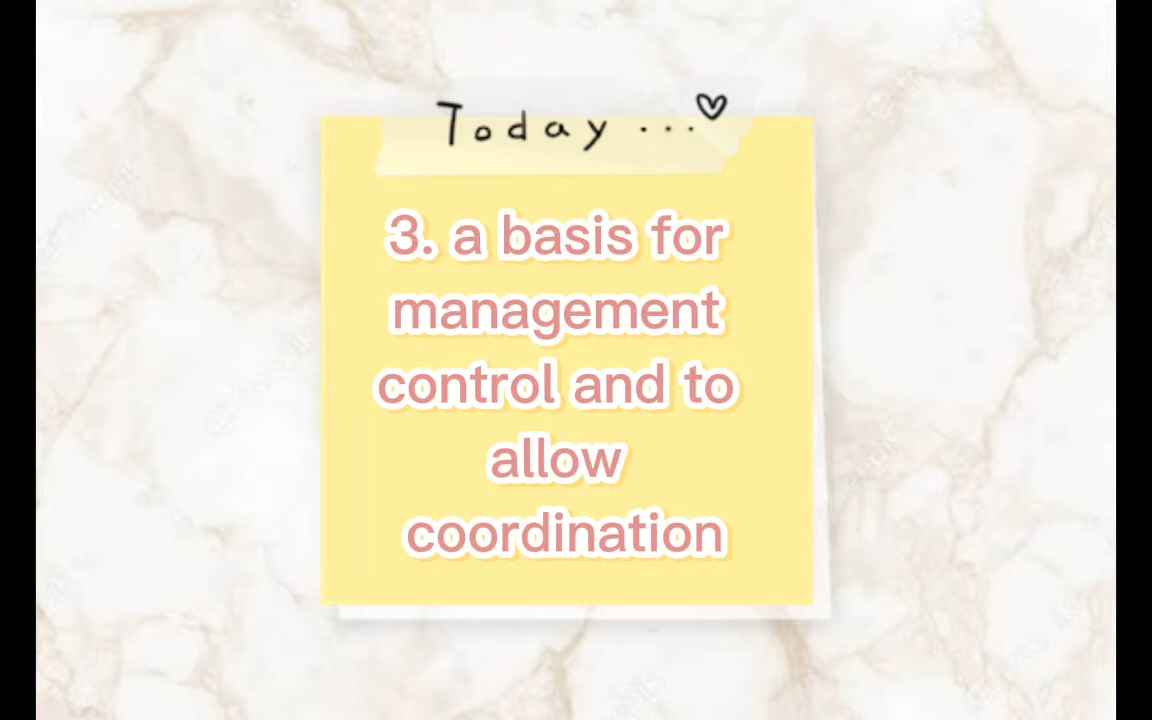 Today ...
3. a basis for
management
control and to
allow
coordination